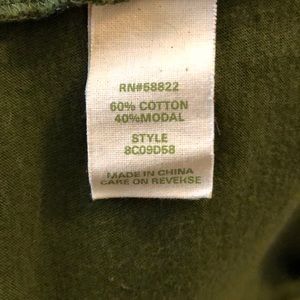 RN#58822
60% COTTON
40%MODAL
STYLE
8C09D58
MADE IN CHINA
CARE ON REVERSE